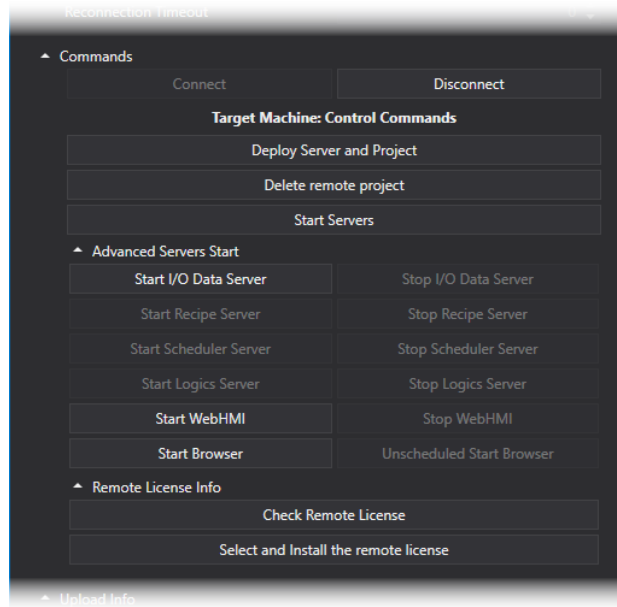 Reconnection Timeout 0
Commands
Connect Disconnect
Target Machine: Control Commands
Deploy Server and Project
Delete remote project
Start Servers
Advanced Servers Start
Start I/O Data Server Stop I/O Data Server
Start Recipe Server Stop Recipe Server
Start Scheduler Server Stop Scheduler Server
Start Logics Server Stop Logics Server
Start WebHMI Stop WebHMI
Start Browser Unscheduled Start Browser
Remote License Info
Check Remote License
Select and Install the remote license
Upload Info